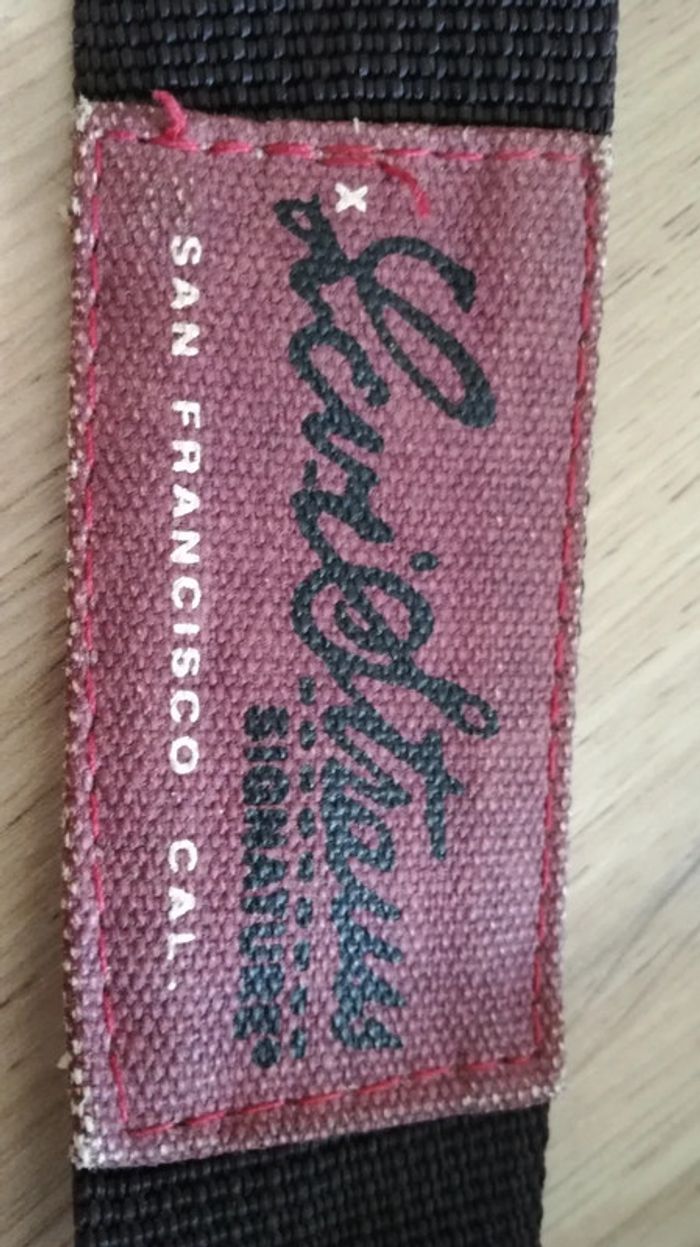 x
Levi Strauss
SIGNATURE®
SAN FRANCISCO CAL.